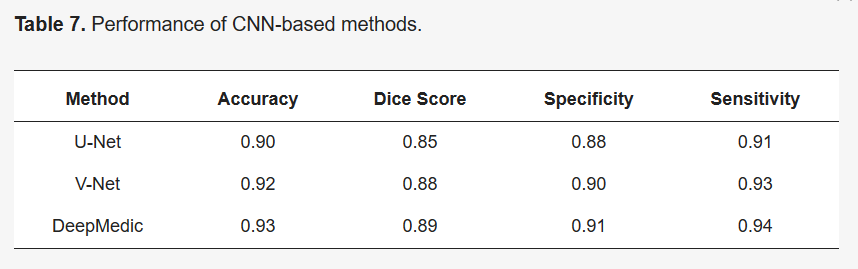 Table 7. Performance of CNN-based methods.
Method Accuracy Dice Score Specificity Sensitivity
U-Net 0.90 0.85 0.88 0.91
V-Net 0.92 0.88 0.90 0.93
DeepMedic 0.93 0.89 0.91 0.94